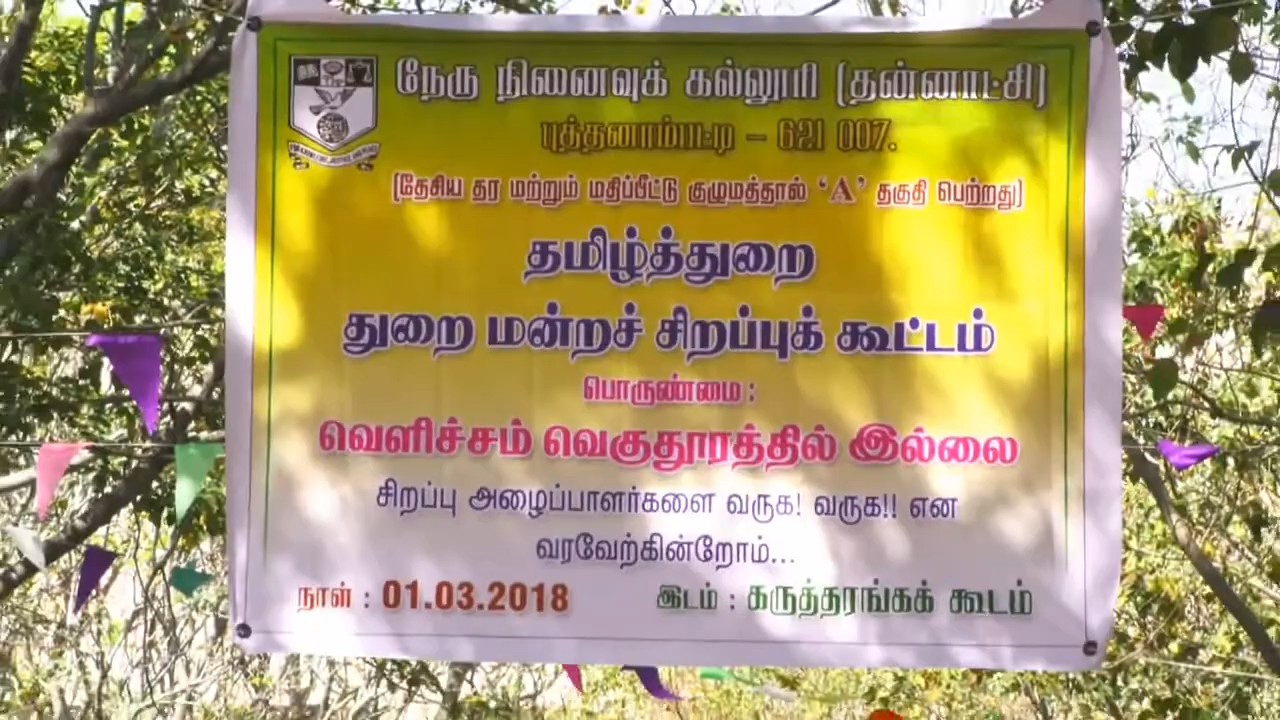 நேரு நினைவுக் கல்லூரி (தன்னாட்சி)
புத்தனாம்பட்டி – 621 007.
(தேசிய தர மற்றும் மதிப்பீட்டு குழுமத்தால் ‘A’ தகுதி பெற்றது)
தமிழ்த்துறை
துறை மன்றச் சிறப்புக் கூட்டம்
பொருண்மை :
வெளிச்சம் வெகுதூரத்தில் இல்லை
சிறப்பு அழைப்பாளர்களை வருக! வருக!! என
வரவேற்கின்றோம்...
நாள் : 01.03.2018 இடம் : கருத்தரங்கக் கூடம்